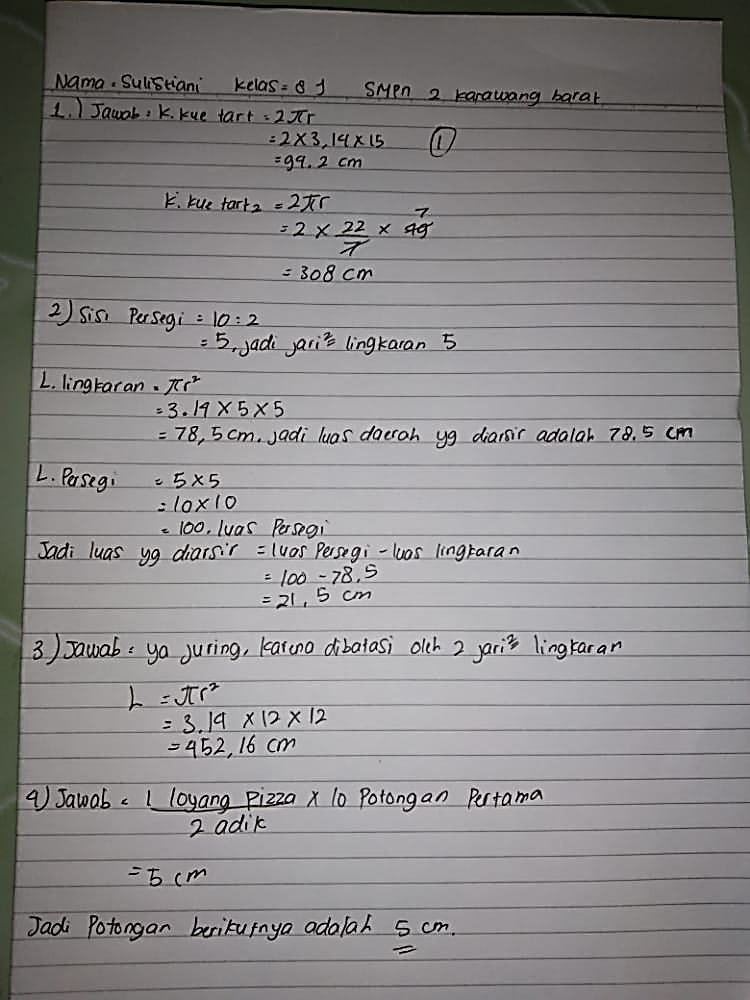 Nama = Sulistiani kelas = 8 J SMPN 2 karawang barat
1.) Jawab = K. kue tart = 2πr
= 2 x 3,14 x 15 ①
= 94.2 cm
K. kue tart2 = 2πr
= 2 x 22/7 x 49 7
= 308 cm
2) Sisi Persegi = 10 : 2
= 5, jadi jari² lingkaran 5
L. lingkaran = πr²
= 3.14 x 5 x 5
= 78,5 cm. jadi luas daerah yg diarsir adalah 78.5 cm
L. Persegi = 5 x 5
= 10 x 10
= 100. luas Persegi
Jadi luas yg diarsir = luas Persegi - luas lingkaran
= 100 - 78,5
= 21,5 cm
3) Jawab = ya juring, karena dibatasi oleh 2 jari² lingkaran
L = πr²
= 3.14 x 12 x 12
= 452,16 cm
4) Jawab = 1 loyang pizza x 10 Potongan Pertama
2 adik
= 5 cm
Jadi Potongan berikutnya adalah 5 cm.